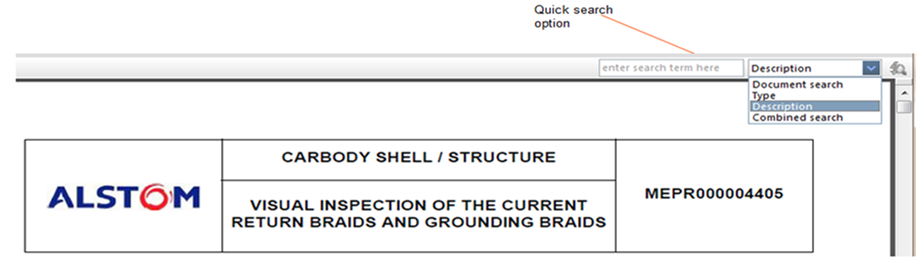 Quick search
option
enter search term here
Description
Document search
Type
Description
Combined search
ALSTOM
CARBODY SHELL / STRUCTURE
VISUAL INSPECTION OF THE CURRENT
RETURN BRAIDS AND GROUNDING BRAIDS
MEPR000004405